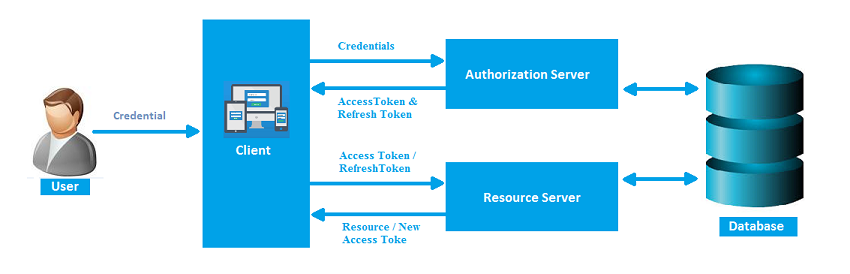 Credentials
Authorization Server
AccessToken &
Refresh Token
Credential
Client
User
Access Token /
RefreshToken
Resource Server
Resource / New
Access Toke
Database